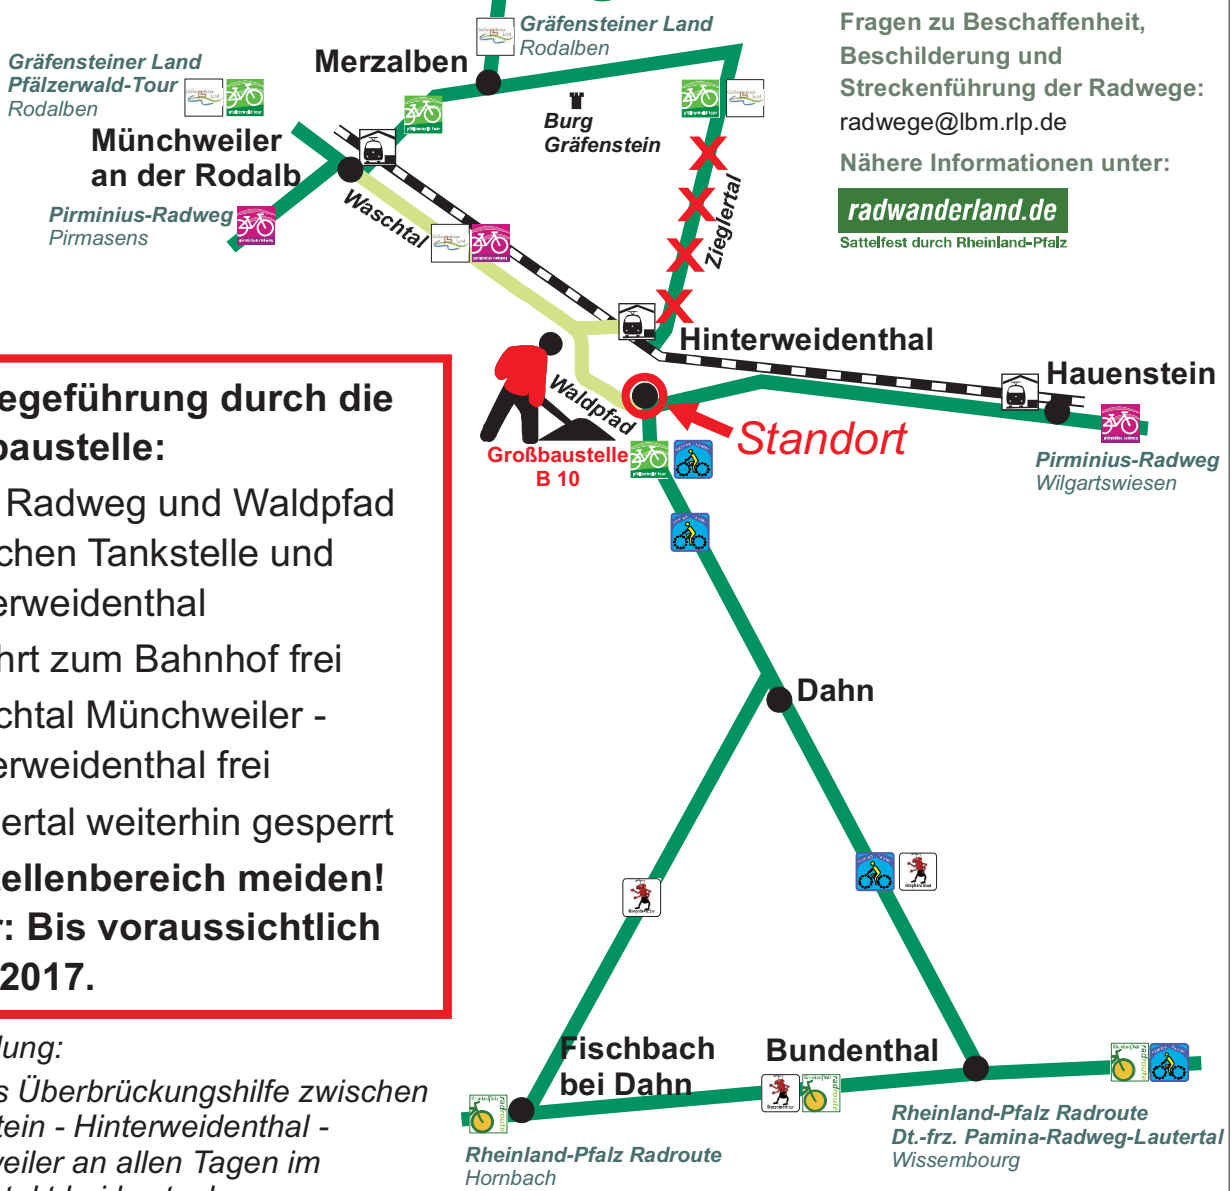 Gräfensteiner Land
Rodalben
Gräfensteiner Land
Pfälzerwald-Tour
Rodalben
Merzalben
Burg
Gräfenstein
Münchweiler
an der Rodalb
Pirminius-Radweg
Pirmasens
Waschtal
Zieglertal
Fragen zu Beschaffenheit,
Beschilderung und
Streckenführung der Radwege:
radwege@lbm.rlp.de
Nähere Informationen unter:
radwanderland.de
Sattelfest durch Rheinland-Pfalz
Hinterweidenthal
Hauenstein
Pirminius-Radweg
Wilgartswiesen
Waldpfad
Standort
Großbaustelle
B 10
egeführung durch die
baustelle:
Radweg und Waldpfad
chen Tankstelle und
erweidenthal
hrt zum Bahnhof frei
chtal Münchweiler -
erweidenthal frei
ertal weiterhin gesperrt
tellenbereich meiden!
r: Bis voraussichtlich
2017.
Dahn
Fischbach
bei Dahn
Bundenthal
Rheinland-Pfalz Radroute
Hornbach
Rheinland-Pfalz Radroute
Dt.-frz. Pamina-Radweg-Lautertal
Wissembourg
lung:
s Überbrückungshilfe zwischen
tein - Hinterweidenthal -
weiler an allen Tagen im